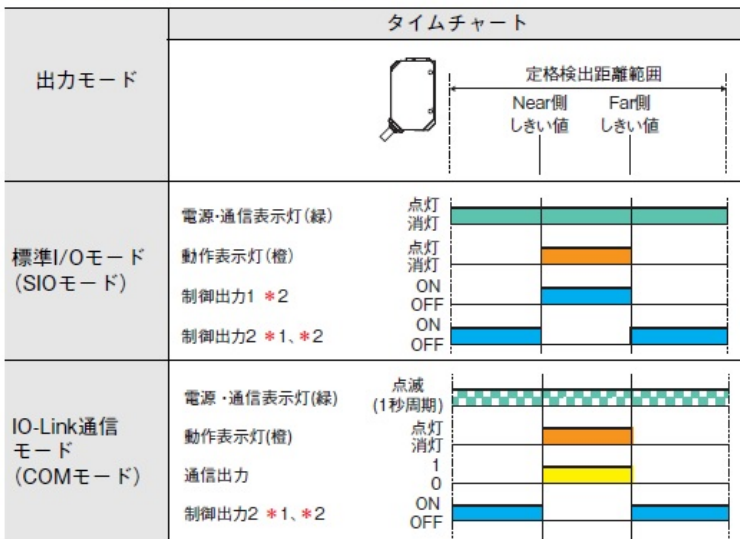 タイムチャート
出力モード
定格検出距離範囲
Near側
しきい値
Far側
しきい値
標準I/Oモード
(SIOモード)
電源・通信表示灯(緑)
点灯
消灯
動作表示灯(橙)
点灯
消灯
制御出力1 *2
ON
OFF
制御出力2 *1、*2
ON
OFF
IO-Link通信
モード
(COMモード)
電源・通信表示灯(緑)
点滅
(1秒周期)
動作表示灯(橙)
点灯
消灯
通信出力
1
0
制御出力2 *1、*2
ON
OFF